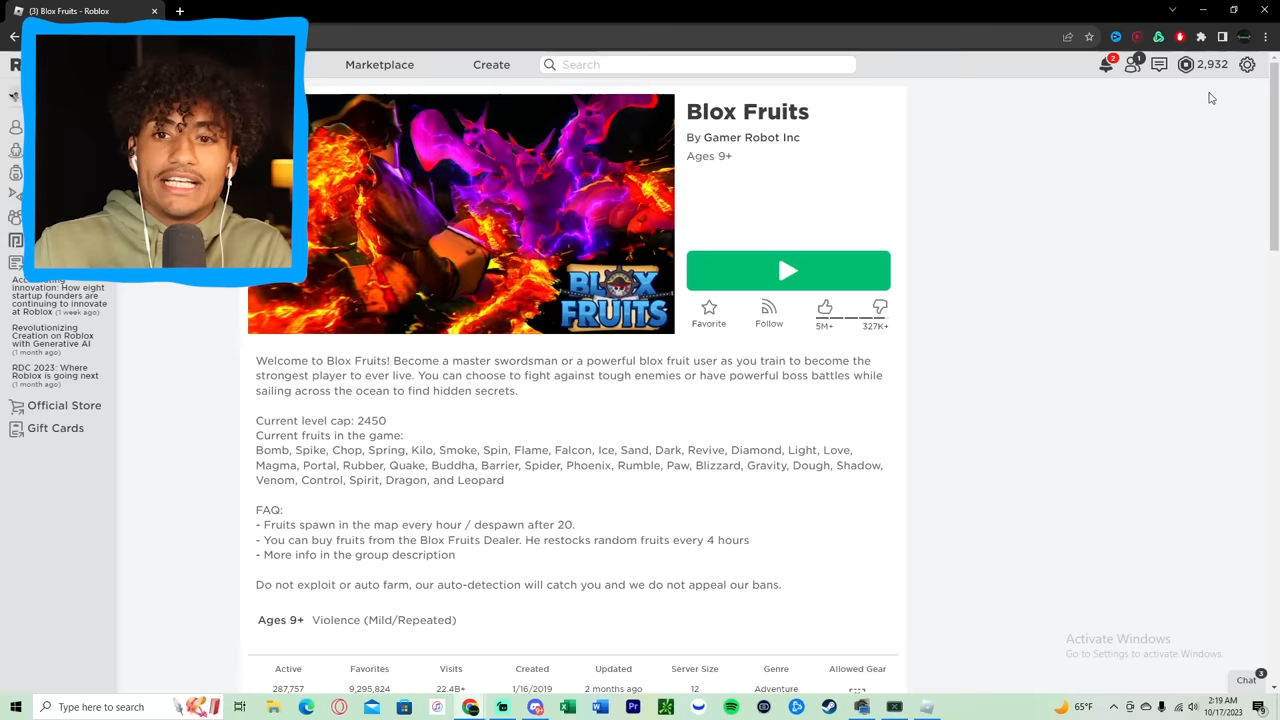 (3) Blox Fruits - Roblox
R
Marketplace
Create
Search
2
1
2,932
Blox Fruits
By Gamer Robot Inc
Ages 9+
BLOX
FRUITS
Favorite
Follow
5M+
327K+
innovation: How eight
startup founders are
continuing to innovate
at Roblox (1 week ago)
Revolutionizing
Creation on Roblox
with Generative AI
(1 month ago)
RDC 2023: Where
Roblox is going next
(1 month ago)
Official Store
Gift Cards
Welcome to Blox Fruits! Become a master swordsman or a powerful blox fruit user as you train to become the
strongest player to ever live. You can choose to fight against tough enemies or have powerful boss battles while
sailing across the ocean to find hidden secrets.
Current level cap: 2450
Current fruits in the game:
Bomb, Spike, Chop, Spring, Kilo, Smoke, Spin, Flame, Falcon, Ice, Sand, Dark, Revive, Diamond, Light, Love,
Magma, Portal, Rubber, Quake, Buddha, Barrier, Spider, Phoenix, Rumble, Paw, Blizzard, Gravity, Dough, Shadow,
Venom, Control, Spirit, Dragon, and Leopard
FAQ:
- Fruits spawn in the map every hour / despawn after 20.
- You can buy fruits from the Blox Fruits Dealer. He restocks random fruits every 4 hours
- More info in the group description
Do not exploit or auto farm, our auto-detection will catch you and we do not appeal our bans.
Ages 9+ Violence (Mild/Repeated)
Active Favorites Visits Created Updated Server Size Genre Allowed Gear
287,757 9,295,824 22.4B+ 1/16/2019 2 months ago 12 Adventure
Activate Windows
Go to Settings to activate Windows.
Chat 3
Type here to search
65°F
2:19 AM
10/17/2023